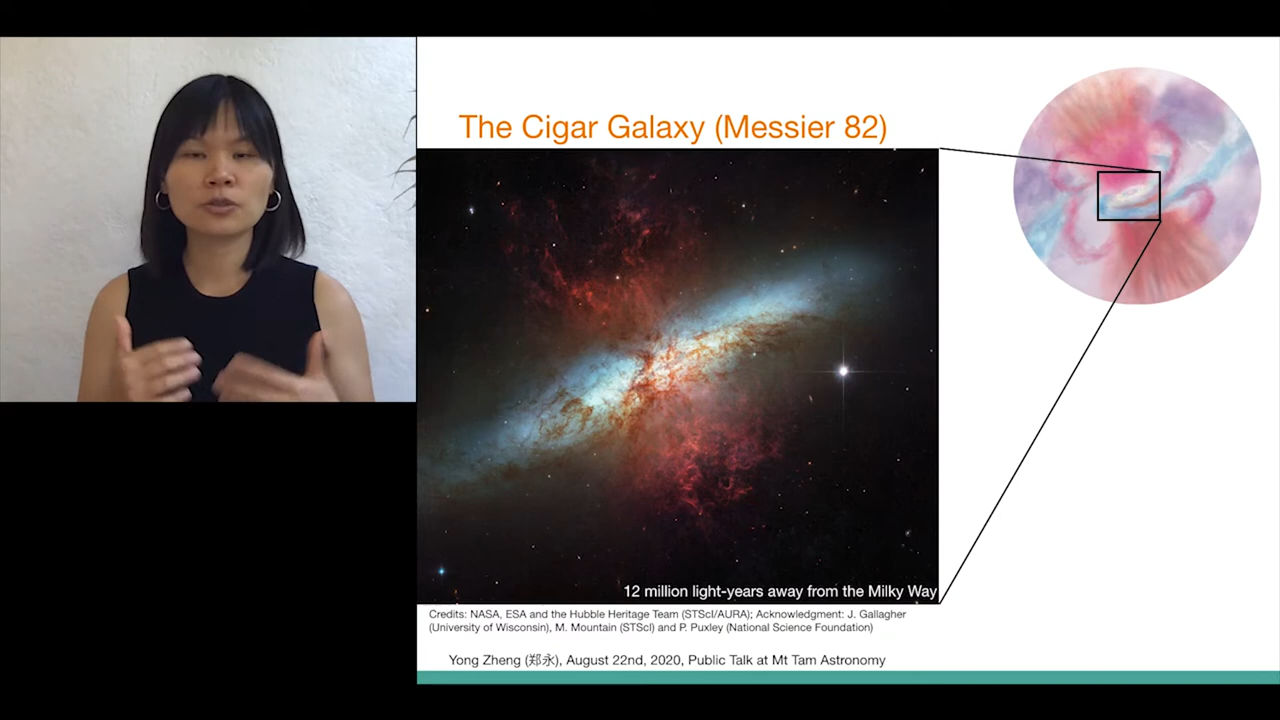 The Cigar Galaxy (Messier 82)
12 million light-years away from the Milky Way
Credits: NASA, ESA and the Hubble Heritage Team (STScI/AURA); Acknowledgment: J. Gallagher
(University of Wisconsin), M. Mountain (STScI) and P. Puxley (National Science Foundation)
Yong Zheng (郑永), August 22nd, 2020, Public Talk at Mt Tam Astronomy